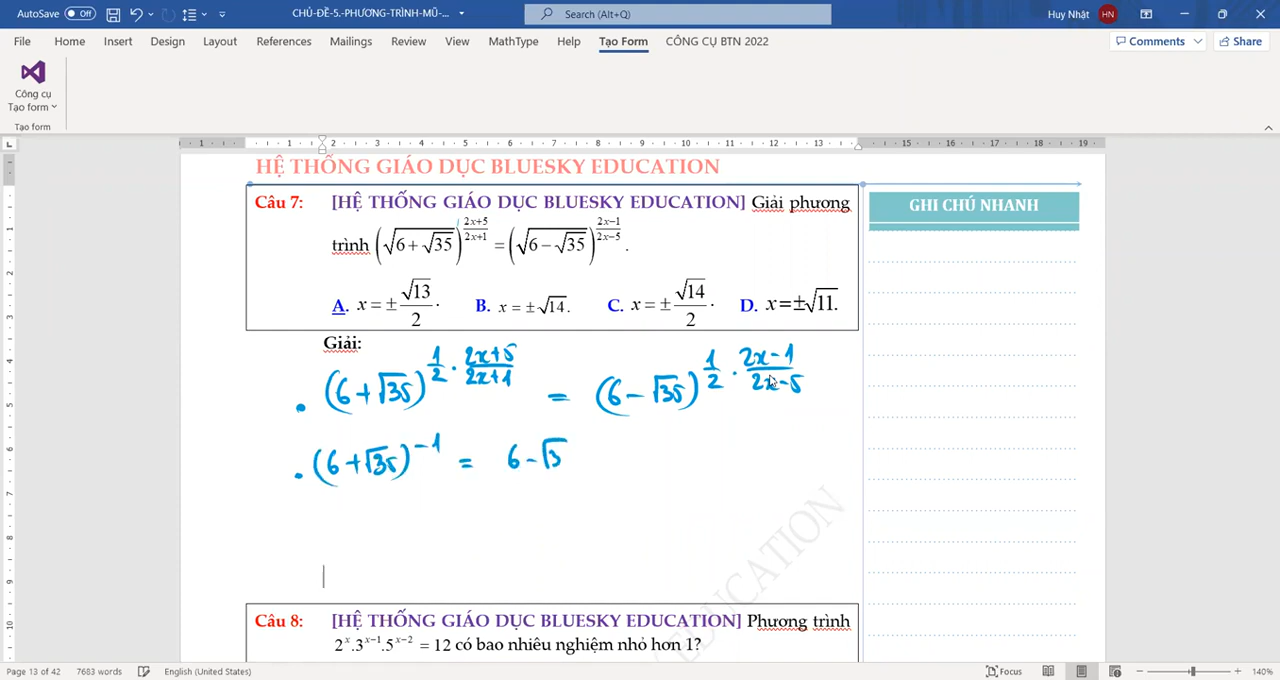 AutoSave Off CHỦ-ĐỀ-5.-PHƯƠNG-TRÌNH-MŨ-... Search (Alt+Q) Huy Nhật HN
File Home Insert Draw Design Layout References Mailings Review View MathType Help Tạo Form CÔNG CỤ BTN 2022 Comments Share
Công cụ
Tạo form
Tạo form
HỆ THỐNG GIÁO DỤC BLUESKY EDUCATION
Câu 7: [HỆ THỐNG GIÁO DỤC BLUESKY EDUCATION] Giải phương
trình (√(6+√35))^((2x+5)/(2x+1)) = (√(6−√35))^((2x−1)/(2x−5)).
A. x = ± √13/2. B. x = ±√14. C. x = ± √14/2. D. x = ±√11.
GHI CHÚ NHANH
Giải:
. (6+√35)^(1/2 . (2x+5)/(2x+1)) = (6−√35)^(1/2 . (2x−1)/(2x−5))
. (6+√35)^−1 = 6−√3
EDUCATION
Câu 8: [HỆ THỐNG GIÁO DỤC BLUESKY EDUCATION] Phương trình
2^x.3^(x−1).5^(x−2) = 12 có bao nhiêu nghiệm nhỏ hơn 1?
Page 13 of 42 7683 words English (United States) Focus 140%